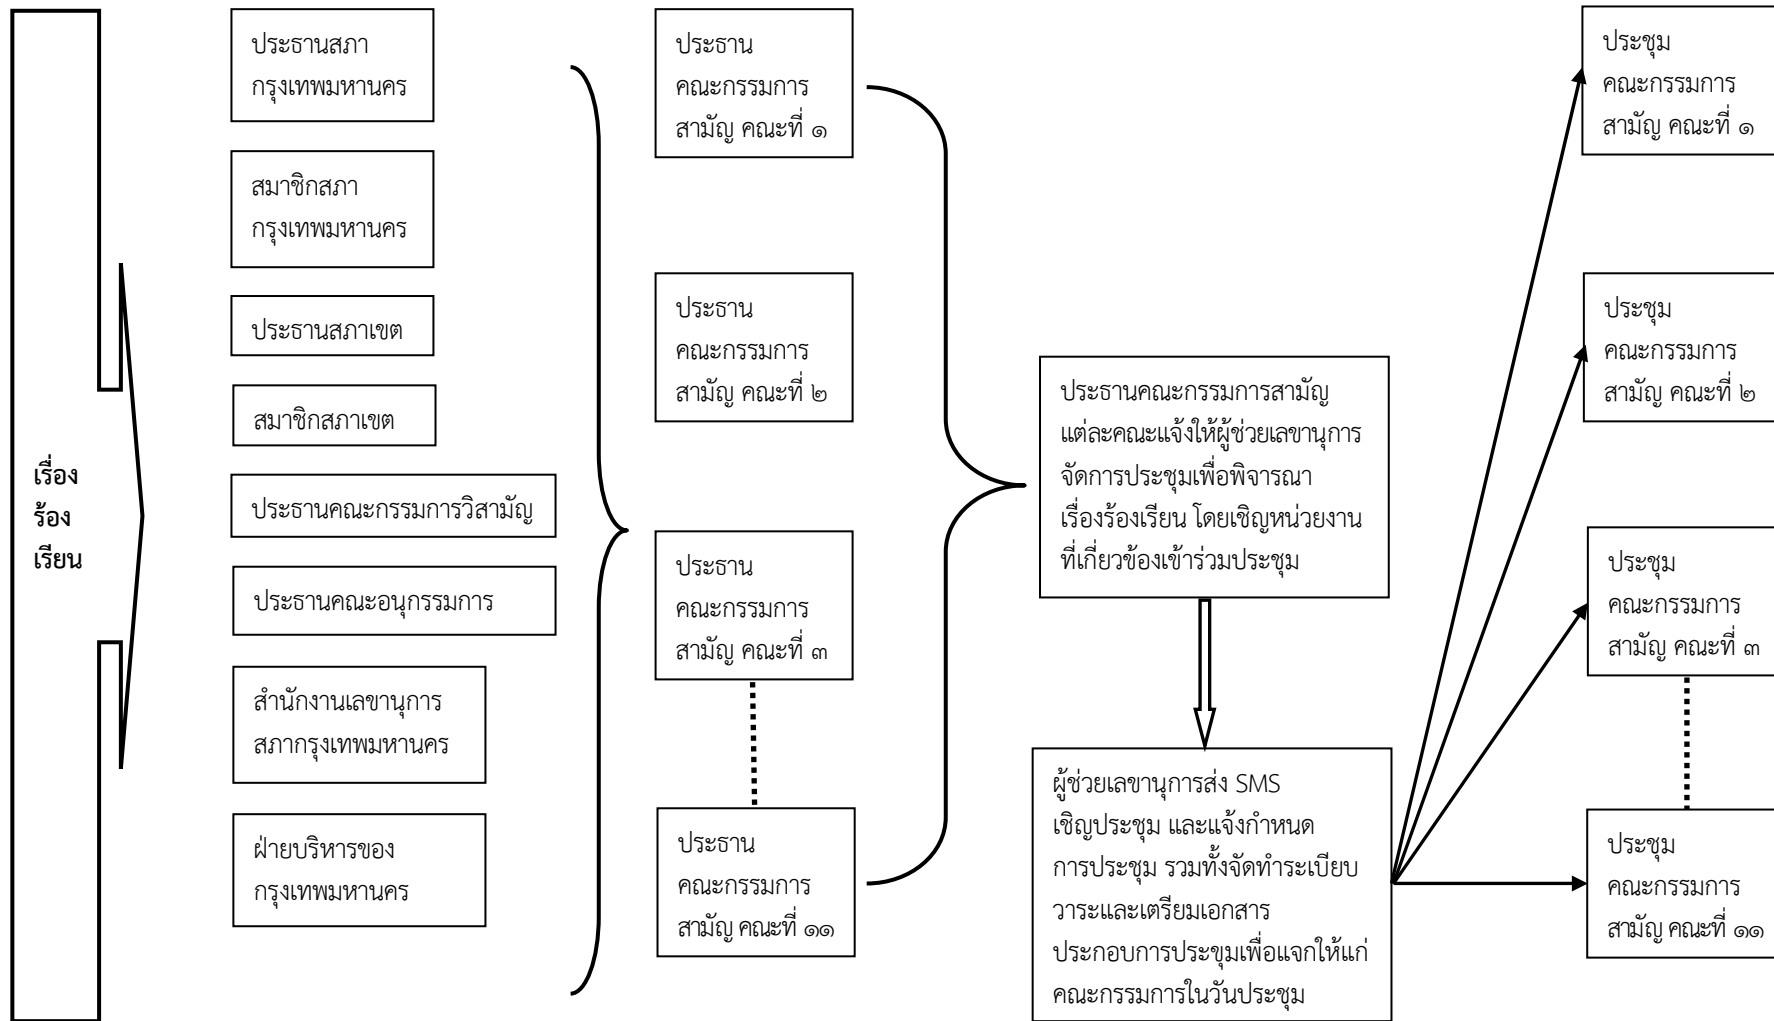 เรื่อง
ร้อง
เรียน
ประธานสภา
กรุงเทพมหานคร
สมาชิกสภา
กรุงเทพมหานคร
ประธานสภาเขต
สมาชิกสภาเขต
ประธานคณะกรรมการวิสามัญ
ประธานคณะอนุกรรมการ
สำนักงานเลขานุการ
สภากรุงเทพมหานคร
ฝ่ายบริหารของ
กรุงเทพมหานคร
ประธาน
คณะกรรมการ
สามัญ คณะที่ ๑
ประธาน
คณะกรรมการ
สามัญ คณะที่ ๒
ประธาน
คณะกรรมการ
สามัญ คณะที่ ๓
ประธาน
คณะกรรมการ
สามัญ คณะที่ ๑๑
ประธานคณะกรรมการสามัญ
แต่ละคณะแจ้งให้ผู้ช่วยเลขานุการ
จัดการประชุมเพื่อพิจารณา
เรื่องร้องเรียน โดยเชิญหน่วยงาน
ที่เกี่ยวข้องเข้าร่วมประชุม
ผู้ช่วยเลขานุการส่ง SMS
เชิญประชุม และแจ้งกำหนด
การประชุม รวมทั้งจัดทำระเบียบ
วาระและเตรียมเอกสาร
ประกอบการประชุมเพื่อแจกให้แก่
คณะกรรมการในวันประชุม
ประชุม
คณะกรรมการ
สามัญ คณะที่ ๑
ประชุม
คณะกรรมการ
สามัญ คณะที่ ๒
ประชุม
คณะกรรมการ
สามัญ คณะที่ ๓
ประชุม
คณะกรรมการ
สามัญ คณะที่ ๑๑